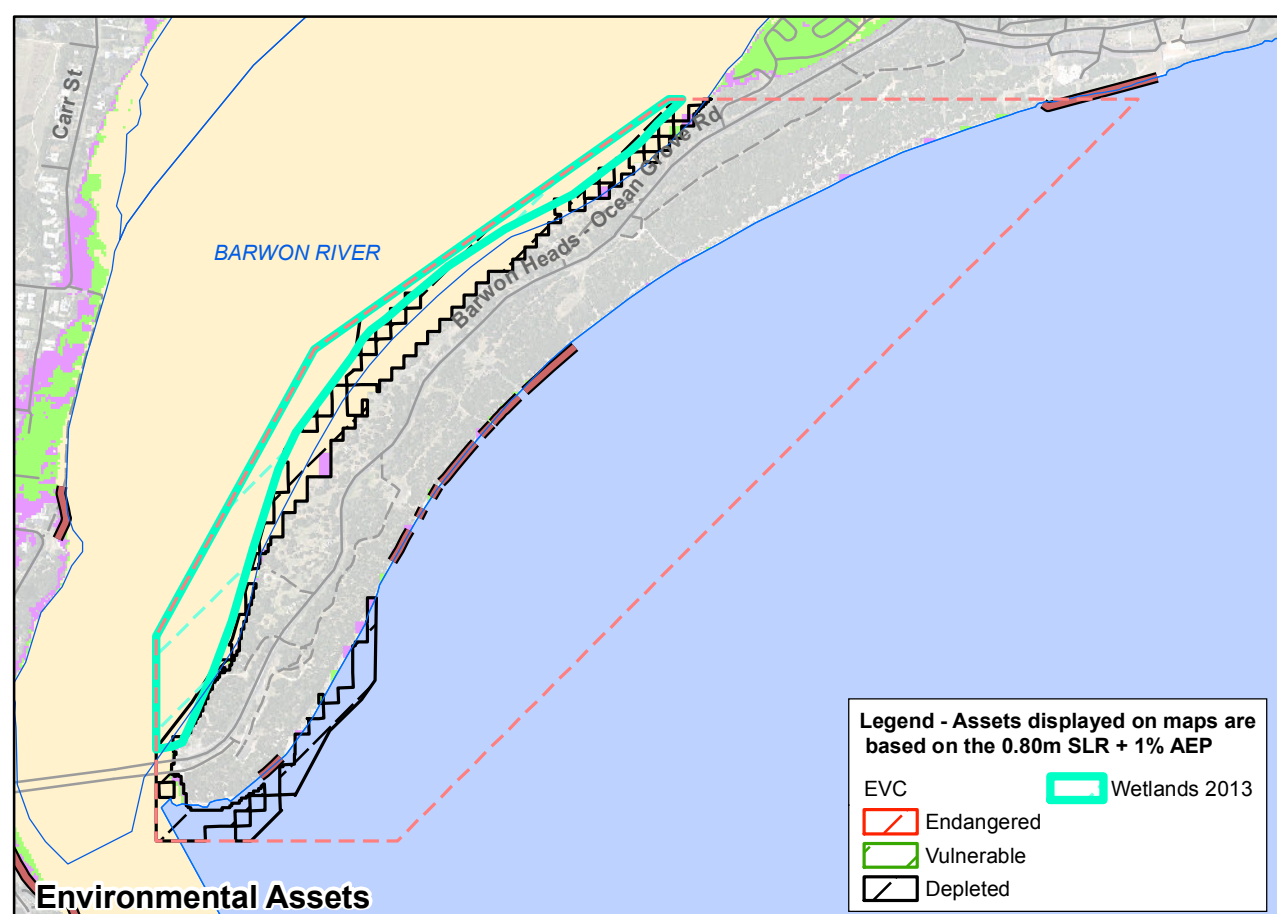 Carr St
BARWON RIVER
Barwon Heads - Ocean Grove Rd
Legend - Assets displayed on maps are
based on the 0.80m SLR + 1% AEP
EVC
Wetlands 2013
Endangered
Vulnerable
Depleted
Environmental Assets